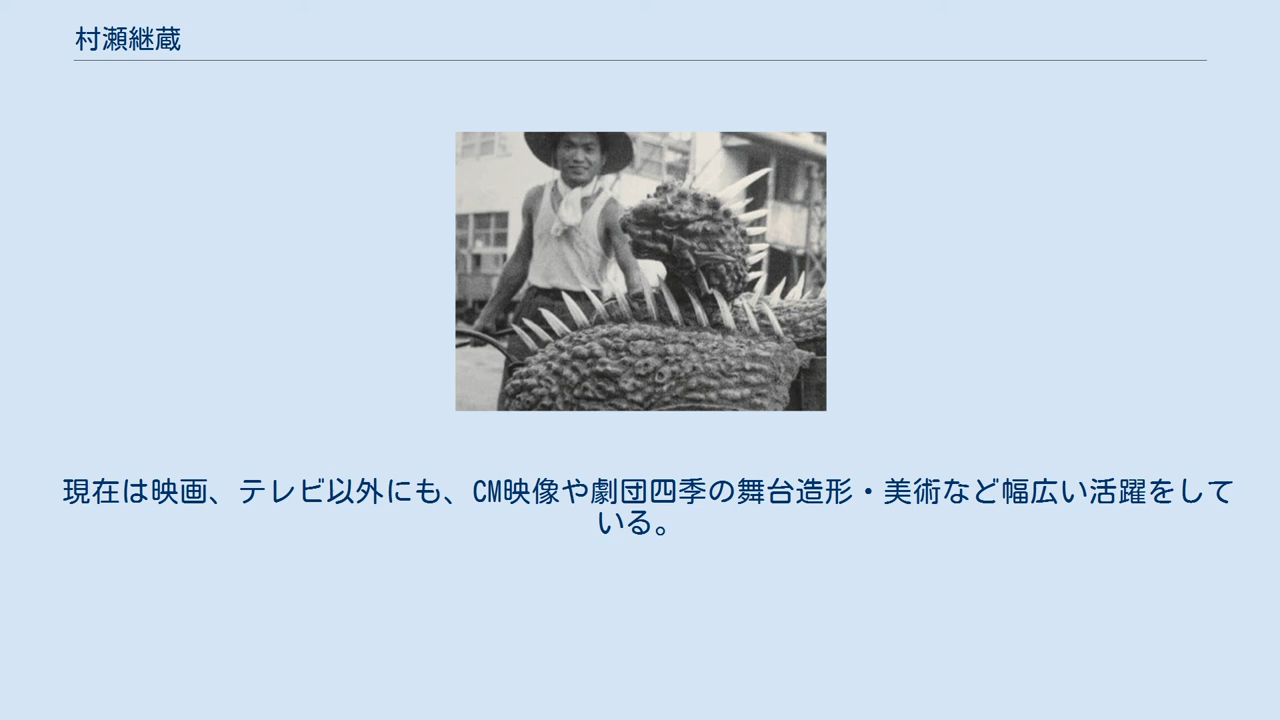 村瀬継蔵
現在は映画、テレビ以外にも、CM映像や劇団四季の舞台造形・美術など幅広い活躍をして
いる。